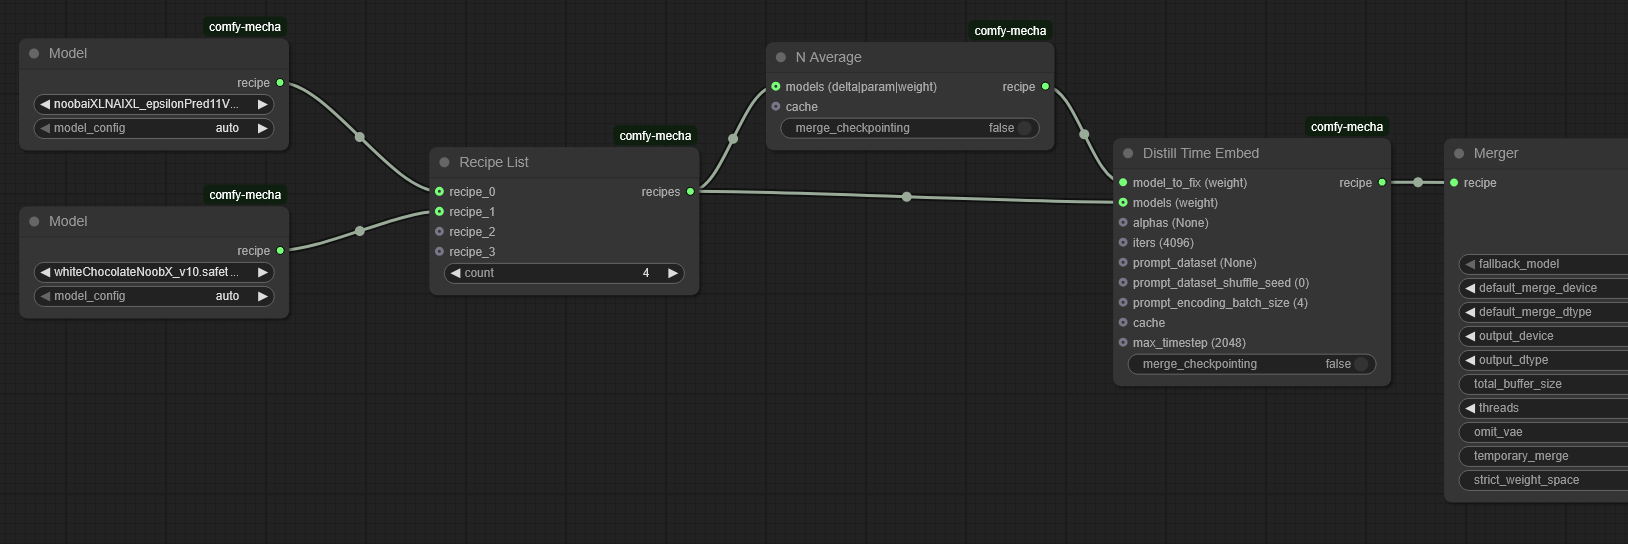 comfy-mecha
Model
recipe
noobaiXLNAIXL_epsilonPred11V...
model_config auto
comfy-mecha
Model
recipe
whiteChocolateNoobX_v10.safet...
model_config auto
comfy-mecha
Recipe List
recipe_0 recipes
recipe_1
recipe_2
recipe_3
count 4
comfy-mecha
N Average
models (delta|param|weight) recipe
cache
merge_checkpointing false
comfy-mecha
Distill Time Embed
model_to_fix (weight) recipe
models (weight)
alphas (None)
iters (4096)
prompt_dataset (None)
prompt_dataset_shuffle_seed (0)
prompt_encoding_batch_size (4)
cache
max_timestep (2048)
merge_checkpointing false
Merger
recipe
fallback_model
default_merge_device
default_merge_dtype
output_device
output_dtype
total_buffer_size
threads
omit_vae
temporary_merge
strict_weight_space